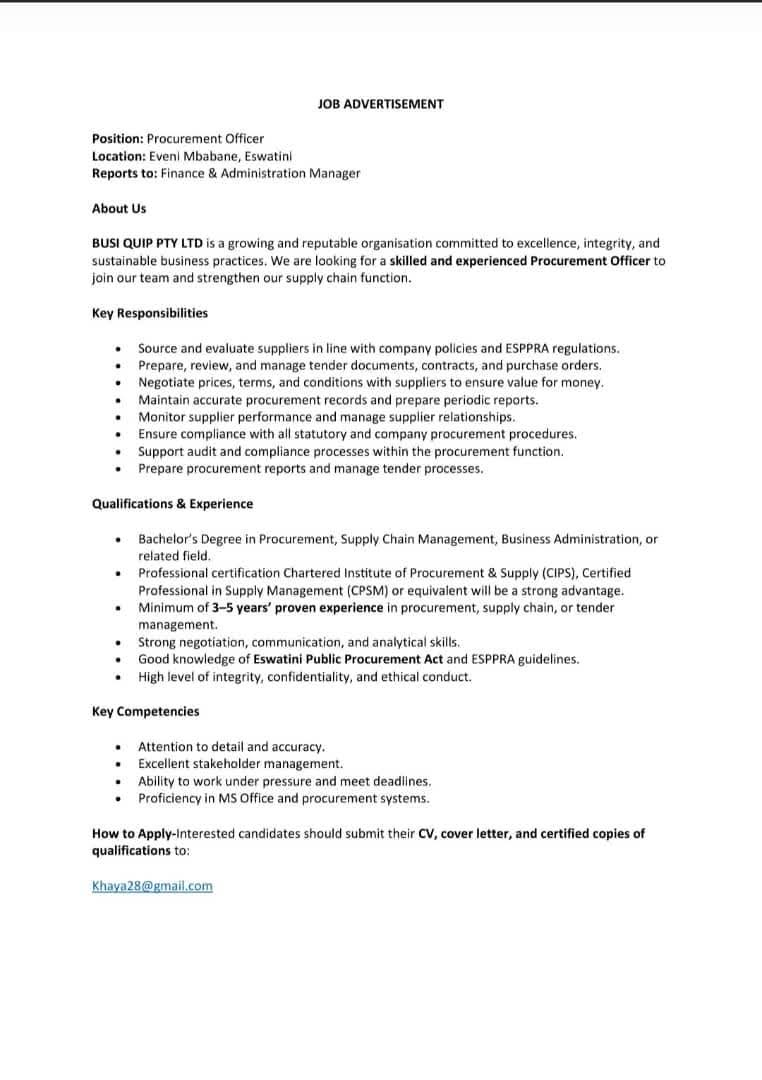 JOB ADVERTISEMENT
Position: Procurement Officer
Location: Eveni Mbabane, Eswatini
Reports to: Finance & Administration Manager
About Us
BUSI QUIP PTY LTD is a growing and reputable organisation committed to excellence, integrity, and
sustainable business practices. We are looking for a skilled and experienced Procurement Officer to
join our team and strengthen our supply chain function.
Key Responsibilities
• Source and evaluate suppliers in line with company policies and ESPPRA regulations.
• Prepare, review, and manage tender documents, contracts, and purchase orders.
• Negotiate prices, terms, and conditions with suppliers to ensure value for money.
• Maintain accurate procurement records and prepare periodic reports.
• Monitor supplier performance and manage supplier relationships.
• Ensure compliance with all statutory and company procurement procedures.
• Support audit and compliance processes within the procurement function.
• Prepare procurement reports and manage tender processes.
Qualifications & Experience
• Bachelor's Degree in Procurement, Supply Chain Management, Business Administration, or
related field.
• Professional certification Chartered Institute of Procurement & Supply (CIPS), Certified
Professional in Supply Management (CPSM) or equivalent will be a strong advantage.
• Minimum of 3–5 years' proven experience in procurement, supply chain, or tender
management.
• Strong negotiation, communication, and analytical skills.
• Good knowledge of Eswatini Public Procurement Act and ESPPRA guidelines.
• High level of integrity, confidentiality, and ethical conduct.
Key Competencies
• Attention to detail and accuracy.
• Excellent stakeholder management.
• Ability to work under pressure and meet deadlines.
• Proficiency in MS Office and procurement systems.
How to Apply-Interested candidates should submit their CV, cover letter, and certified copies of
qualifications to:
Khaya28@gmail.com